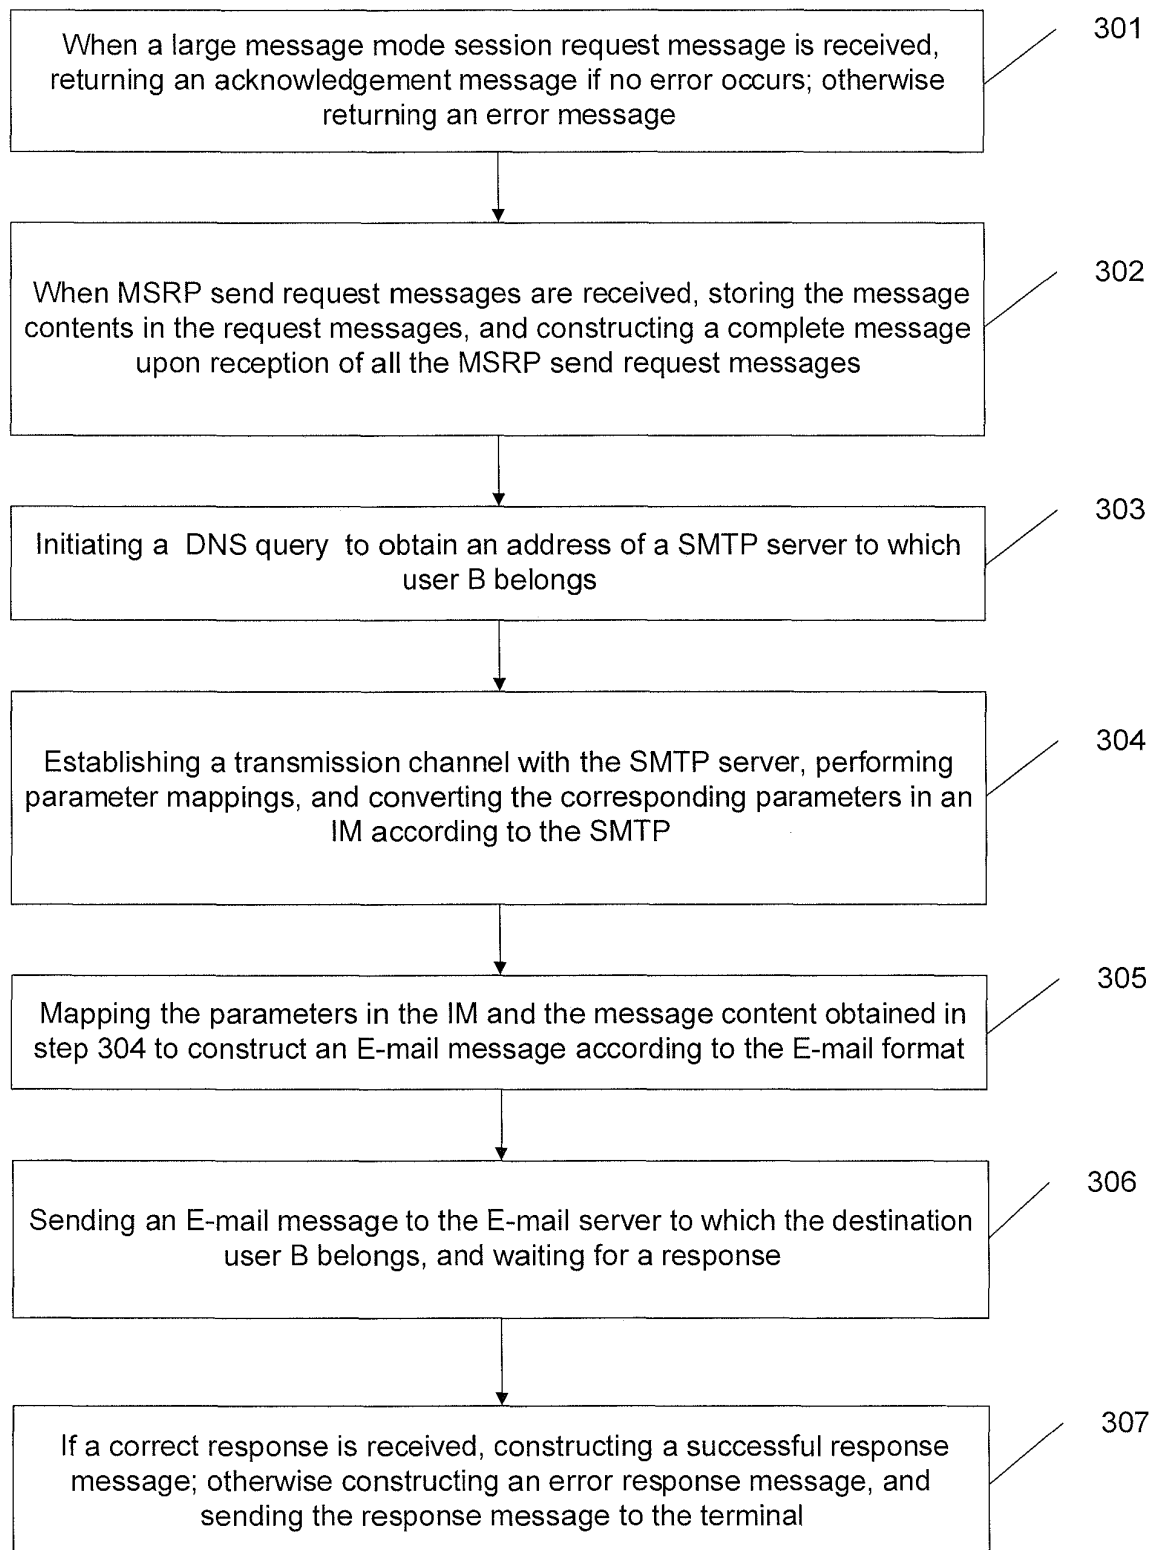 When a large message mode session request message is received,
returning an acknowledgement message if no error occurs; otherwise
returning an error message
301
When MSRP send request messages are received, storing the message
contents in the request messages, and constructing a complete message
upon reception of all the MSRP send request messages
302
Initiating a DNS query to obtain an address of a SMTP server to which
user B belongs
303
Establishing a transmission channel with the SMTP server, performing
parameter mappings, and converting the corresponding parameters in an
IM according to the SMTP
304
Mapping the parameters in the IM and the message content obtained in
step 304 to construct an E-mail message according to the E-mail format
305
Sending an E-mail message to the E-mail server to which the destination
user B belongs, and waiting for a response
306
If a correct response is received, constructing a successful response
message; otherwise constructing an error response message, and
sending the response message to the terminal
307